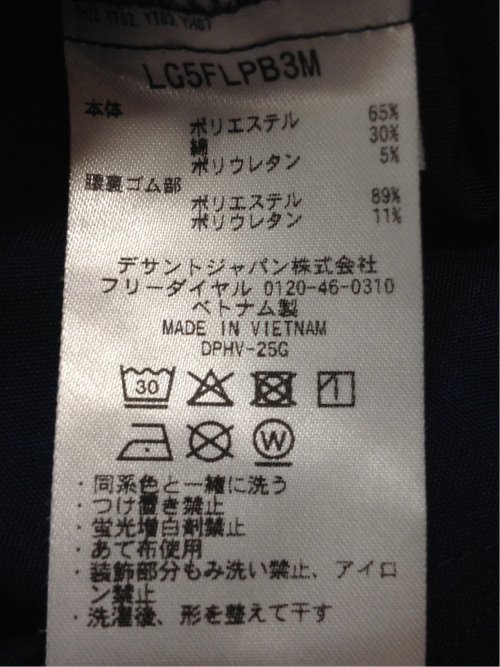 LG5FLPB3M
本体
ポリエステル 65%
綿 30%
ポリウレタン 5%
腰裏ゴム部
ポリエステル 89%
ポリウレタン 11%
デサントジャパン株式会社
フリーダイヤル 0120-46-0310
ベトナム製
MADE IN VIETNAM
DPHV-25G
30
W
・同系色と一緒に洗う
・つけ置き禁止
・蛍光増白剤禁止
・あて布使用
・装飾部分もみ洗い禁止、アイロ
ン禁止
・洗濯後、形を整えて干す